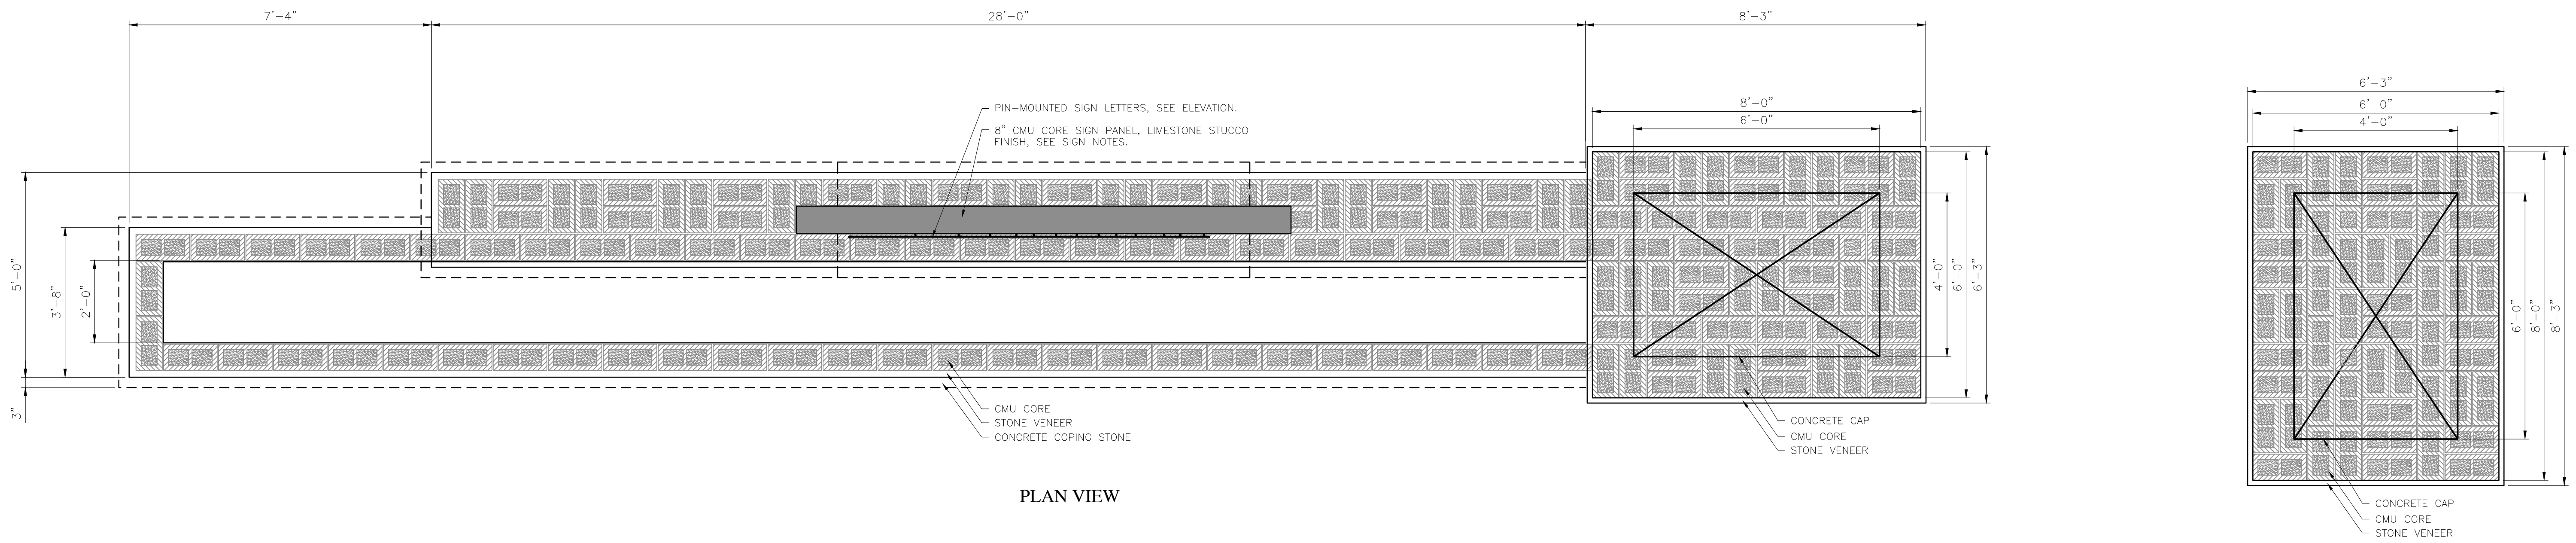 7'-4"
28'-0"
8'-3"
6'-3"
6'-0"
4'-0"
8'-0"
6'-0"
PIN-MOUNTED SIGN LETTERS, SEE ELEVATION.
8" CMU CORE SIGN PANEL, LIMESTONE STUCCO
FINISH, SEE SIGN NOTES.
5'-0"
3'-8"
2'-0"
3"
4'-0"
6'-0"
6'-3"
6'-0"
8'-0"
8'-3"
CMU CORE
STONE VENEER
CONCRETE COPING STONE
CONCRETE CAP
CMU CORE
STONE VENEER
PLAN VIEW
CONCRETE CAP
CMU CORE
STONE VENEER